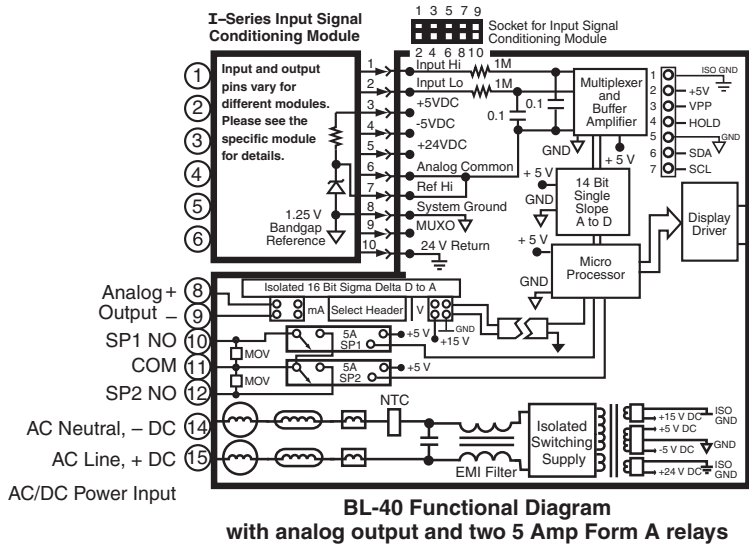 I-Series Input Signal
Conditioning Module
1 3 5 7 9
Socket for Input Signal
Conditioning Module
2 4 6 8 10
1
2
3
4
5
6
Input and output
pins vary for
different modules.
Please see the
specific module
for details.
1.25 V
Bandgap
Reference
1 Input Hi 1M
2 Input Lo 1M
3 +5VDC
4 -5VDC
5 +24VDC
6 Analog Common
7 Ref Hi
8 System Ground
9 MUXO
10 24 V Return
0.1
0.1
Multiplexer
and
Buffer
Amplifier
GND
+ 5 V
1 ISO GND
2 +5V
3 VPP
4 HOLD
5 GND
6 SDA
7 SCL
+ 5 V
GND
14 Bit
Single
Slope
A to D
+ 5 V
GND
Micro
Processor
Display
Driver
Analog +
Output –
8
9
Isolated 16 Bit Sigma Delta D to A
mA
Select Header
V
GND
+15 V
SP1 NO 10
COM 11
SP2 NO 12
MOV
MOV
5A
SP1
+5 V
5A
SP2
+5 V
NTC
AC Neutral, – DC 14
AC Line, + DC 15
AC/DC Power Input
EMI Filter
Isolated
Switching
Supply
+15 V DC
ISO
GND
+5 V DC
GND
-5 V DC
+24 V DC
ISO
GND
BL-40 Functional Diagram
with analog output and two 5 Amp Form A relays